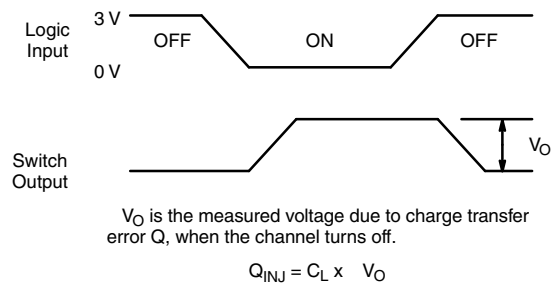 Logic
Input
3 V
0 V
OFF
ON
OFF
Switch
Output
VO
VO is the measured voltage due to charge transfer
error Q, when the channel turns off.
QINJ = CL x VO